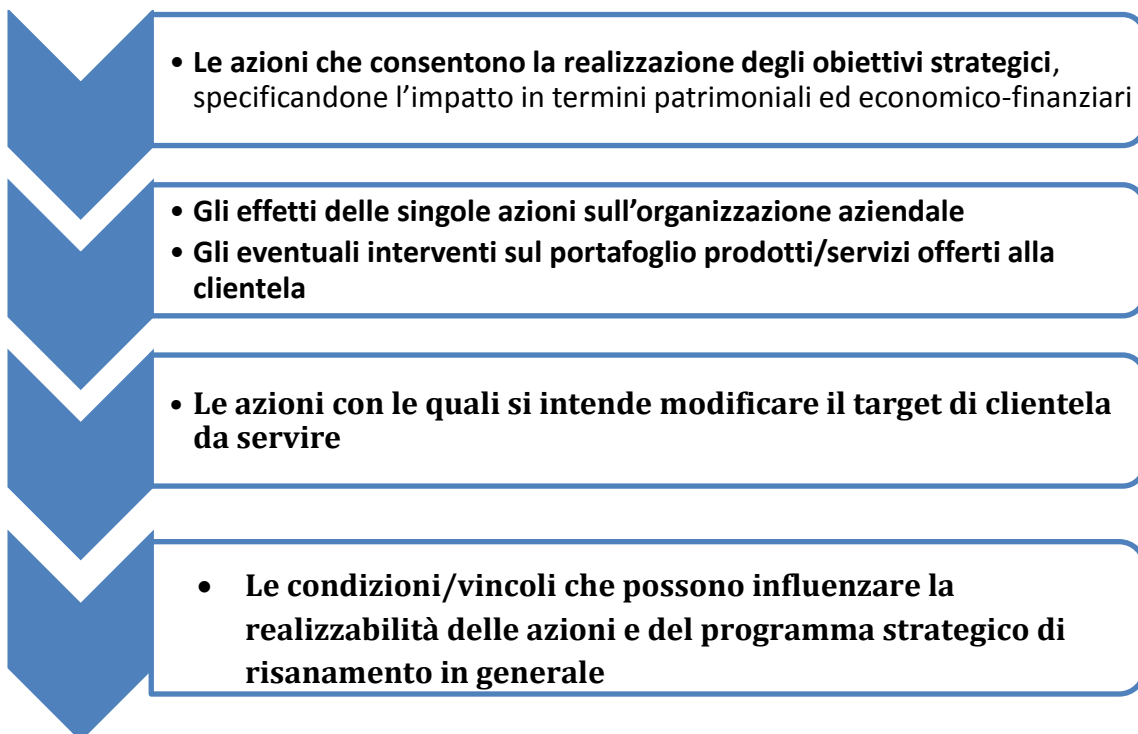 • Le azioni che consentono la realizzazione degli obiettivi strategici,
specificandone l’impatto in termini patrimoniali ed economico-finanziari
• Gli effetti delle singole azioni sull’organizzazione aziendale
• Gli eventuali interventi sul portafoglio prodotti/servizi offerti alla
clientela
• Le azioni con le quali si intende modificare il target di clientela
da servire
• Le condizioni/vincoli che possono influenzare la
realizzabilità delle azioni e del programma strategico di
risanamento in generale